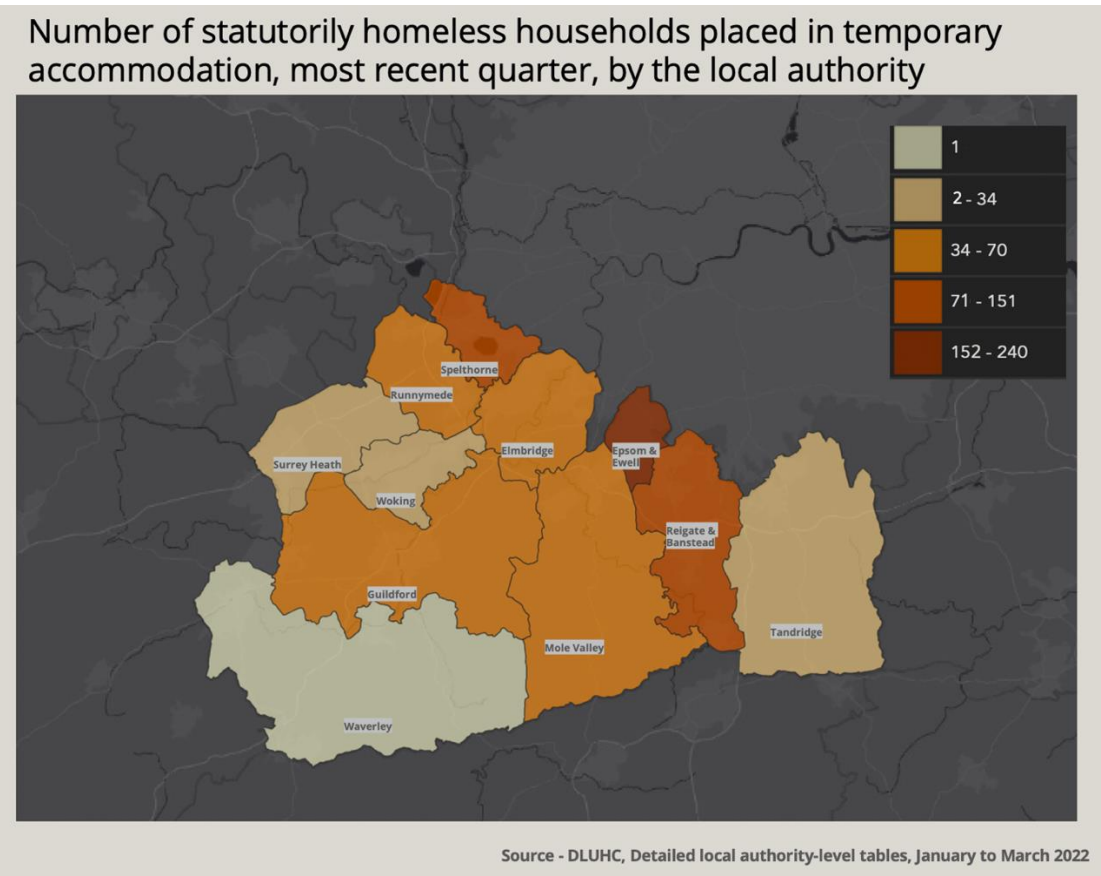 Number of statutorily homeless households placed in temporary
accommodation, most recent quarter, by the local authority
1
2 - 34
34 - 70
71 - 151
152 - 240
Spelthorne
Runnymede
Elmbridge
Epsom &
Ewell
Surrey Heath
Woking
Reigate &
Banstead
Guildford
Tandridge
Mole Valley
Waverley
Source - DLUHC, Detailed local authority-level tables, January to March 2022